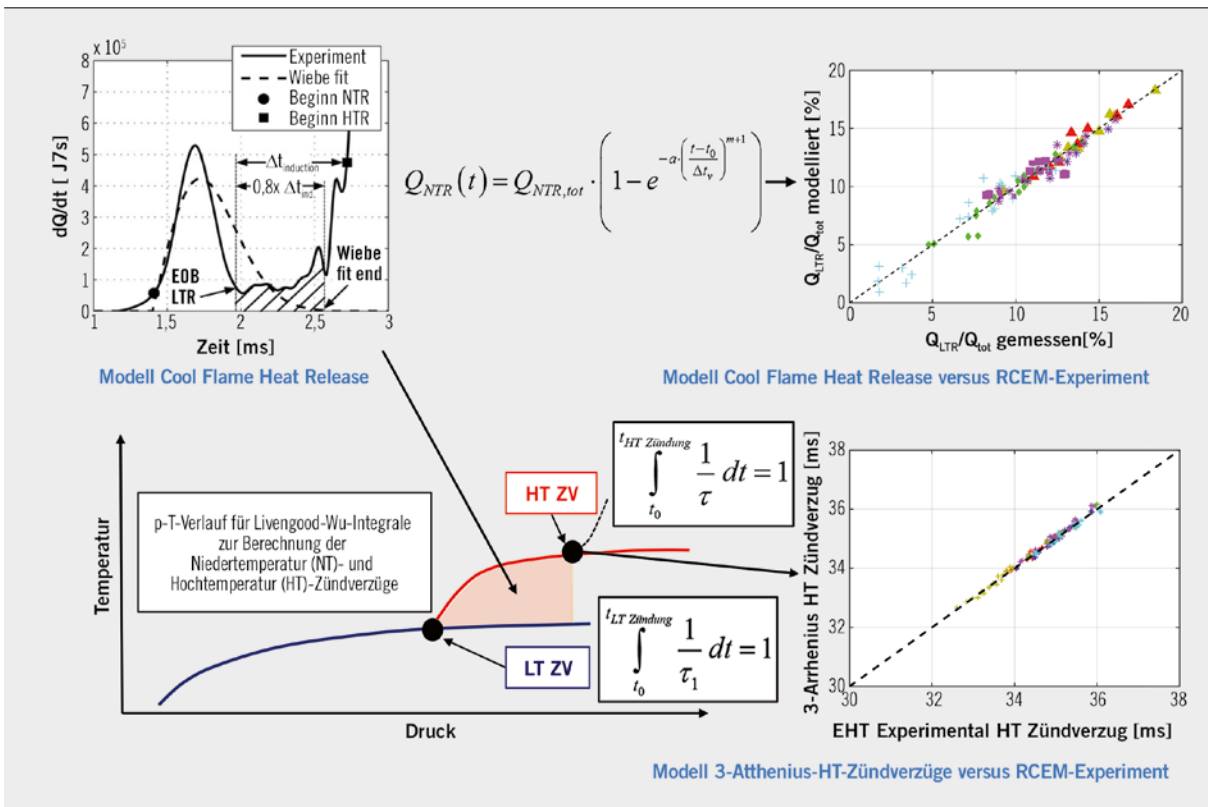 x 10⁵
8
7
6
5
4
3
2
1
0
dQ/dt [ J7s]
Experiment
Wiebe fit
Beginn NTR
Beginn HTR
Δt_induction
0,8x Δt_ind.
EOB
LTR
Wiebe
fit end
1 1,5 2 2,5 3
Zeit [ms]
Modell Cool Flame Heat Release
Q_NTR (t) = Q_NTR,tot · ( 1 − e^(−a·((t−t_0)/Δt_v)^(m+1)) )
20
15
10
5
0
Q_LTR/Q_tot modelliert [%]
0 5 10 15 20
Q_LTR/Q_tot gemessen[%]
Modell Cool Flame Heat Release versus RCEM-Experiment
Temperatur
p-T-Verlauf für Livengood-Wu-Integrale
zur Berechnung der
Niedertemperatur (NT)- und
Hochtemperatur (HT)-Zündverzüge
HT ZV
∫_{t_0}^{t_HT Zündung} 1/τ dt = 1
LT ZV
∫_{t_0}^{t_LT Zündung} 1/τ_1 dt = 1
Druck
3-Arrhenius HT Zündverzug [ms]
38
36
34
32
30
30 32 34 36 38
EHT Experimental HT Zündverzug [ms]
Modell 3-Atthenius-HT-Zündverzüge versus RCEM-Experiment